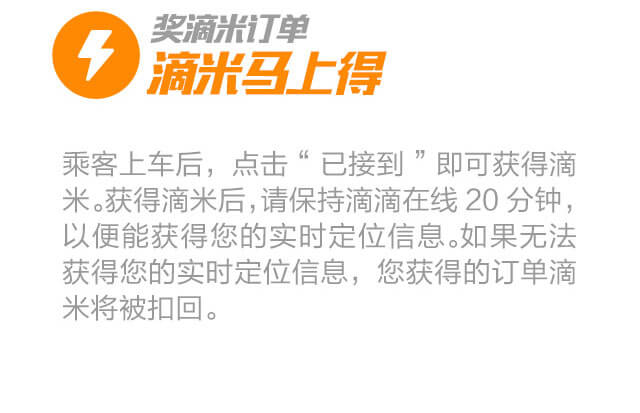 奖滴米订单
滴米马上得
乘客上车后，点击“已接到”即可获得滴
米。获得滴米后，请保持滴滴在线 20 分钟，
以便能获得您的实时定位信息。如果无法
获得您的实时定位信息，您获得的订单滴
米将被扣回。